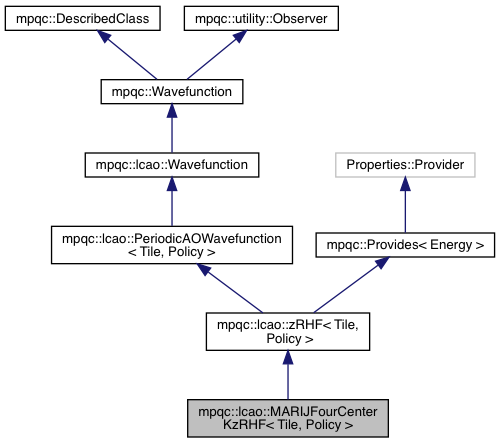 mpqc::DescribedClass
mpqc::utility::Observer
mpqc::Wavefunction
mpqc::lcao::Wavefunction
Properties::Provider
mpqc::lcao::PeriodicAOWavefunction
< Tile, Policy >
mpqc::Provides< Energy >
mpqc::lcao::zRHF< Tile,
Policy >
mpqc::lcao::MARIJFourCenter
KzRHF< Tile, Policy >